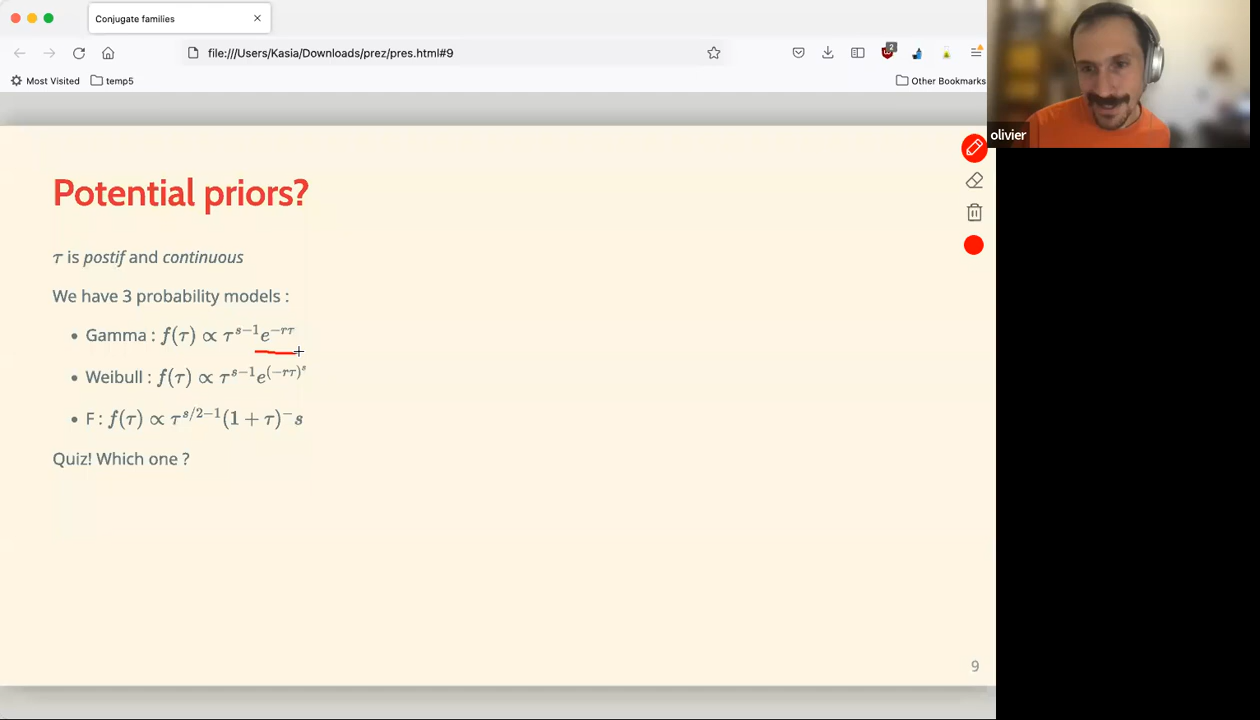 Conjugate families
file:///Users/Kasia/Downloads/prez/pres.html#9
2
Most Visited
temp5
Other Bookmarks
olivier
Potential priors?
τ is postif and continuous
We have 3 probability models :
• Gamma : f(τ) ∝ τ^{s−1}e^{−rτ}
• Weibull : f(τ) ∝ τ^{s−1}e^{(−rτ)^s}
• F : f(τ) ∝ τ^{s/2−1}(1 + τ)^− s
Quiz! Which one ?
9